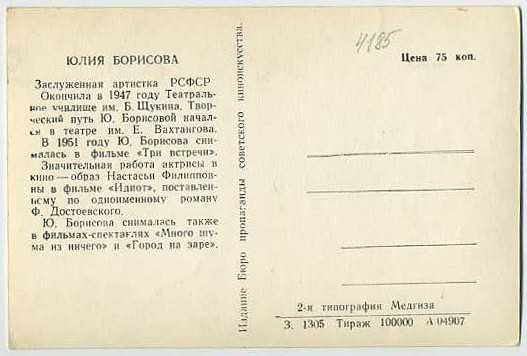 ЮЛИЯ БОРИСОВА
Заслуженная артистка РСФСР
Окончила в 1947 году Театраль-
ное училище им. Б. Щукина. Твор-
ческий путь Ю. Борисовой начал-
ся в театре им. Е. Вахтангова.
В 1951 году Ю. Борисова сни-
малась в фильме «Три встречи».
Значительная работа актрисы в
кино — образ Настасьи Филиппов-
ны в фильме «Идиот», поставлен-
ному по одноименному роману
Ф. Достоевского.
Ю. Борисова снималась также
в фильмах-спектаклях «Много шу-
ма из ничего» и «Город на заре».
Издание Бюро пропаганды советского киноискусства.
4185
Цена 75 коп.
2-я типография Медгиза
З. 1305 Тираж 100000 А 04907